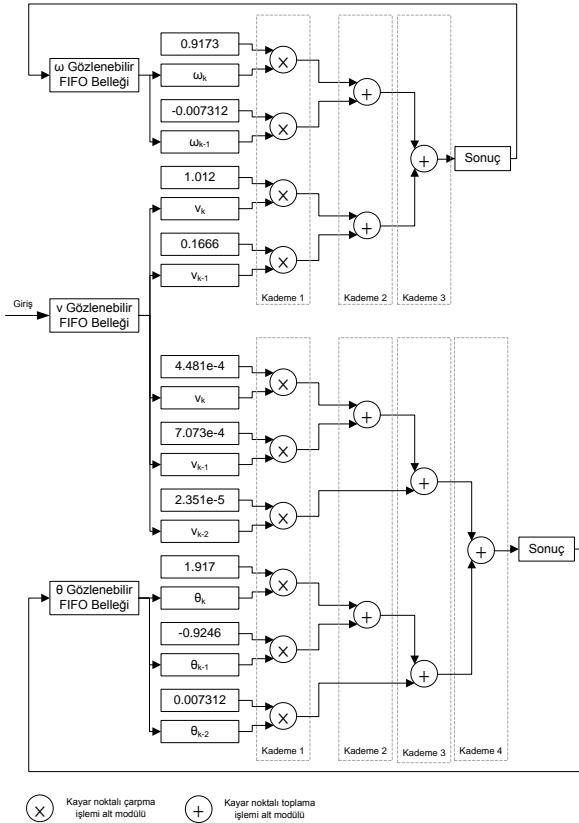 0.9173
ω Gözlenebilir
FIFO Belleği
ωk
-0.007312
ωk-1
1.012
vk
0.1666
vk-1
Sonuç
Kademe 1
Kademe 2
Kademe 3
Giriş
v Gözlenebilir
FIFO Belleği
4.481e-4
vk
7.073e-4
vk-1
2.351e-5
vk-2
1.917
θ Gözlenebilir
FIFO Belleği
θk
-0.9246
θk-1
0.007312
θk-2
Sonuç
Kademe 1
Kademe 2
Kademe 3
Kademe 4
Kayar noktalı çarpma
işlemi alt modülü
Kayar noktalı toplama
işlemi alt modülü